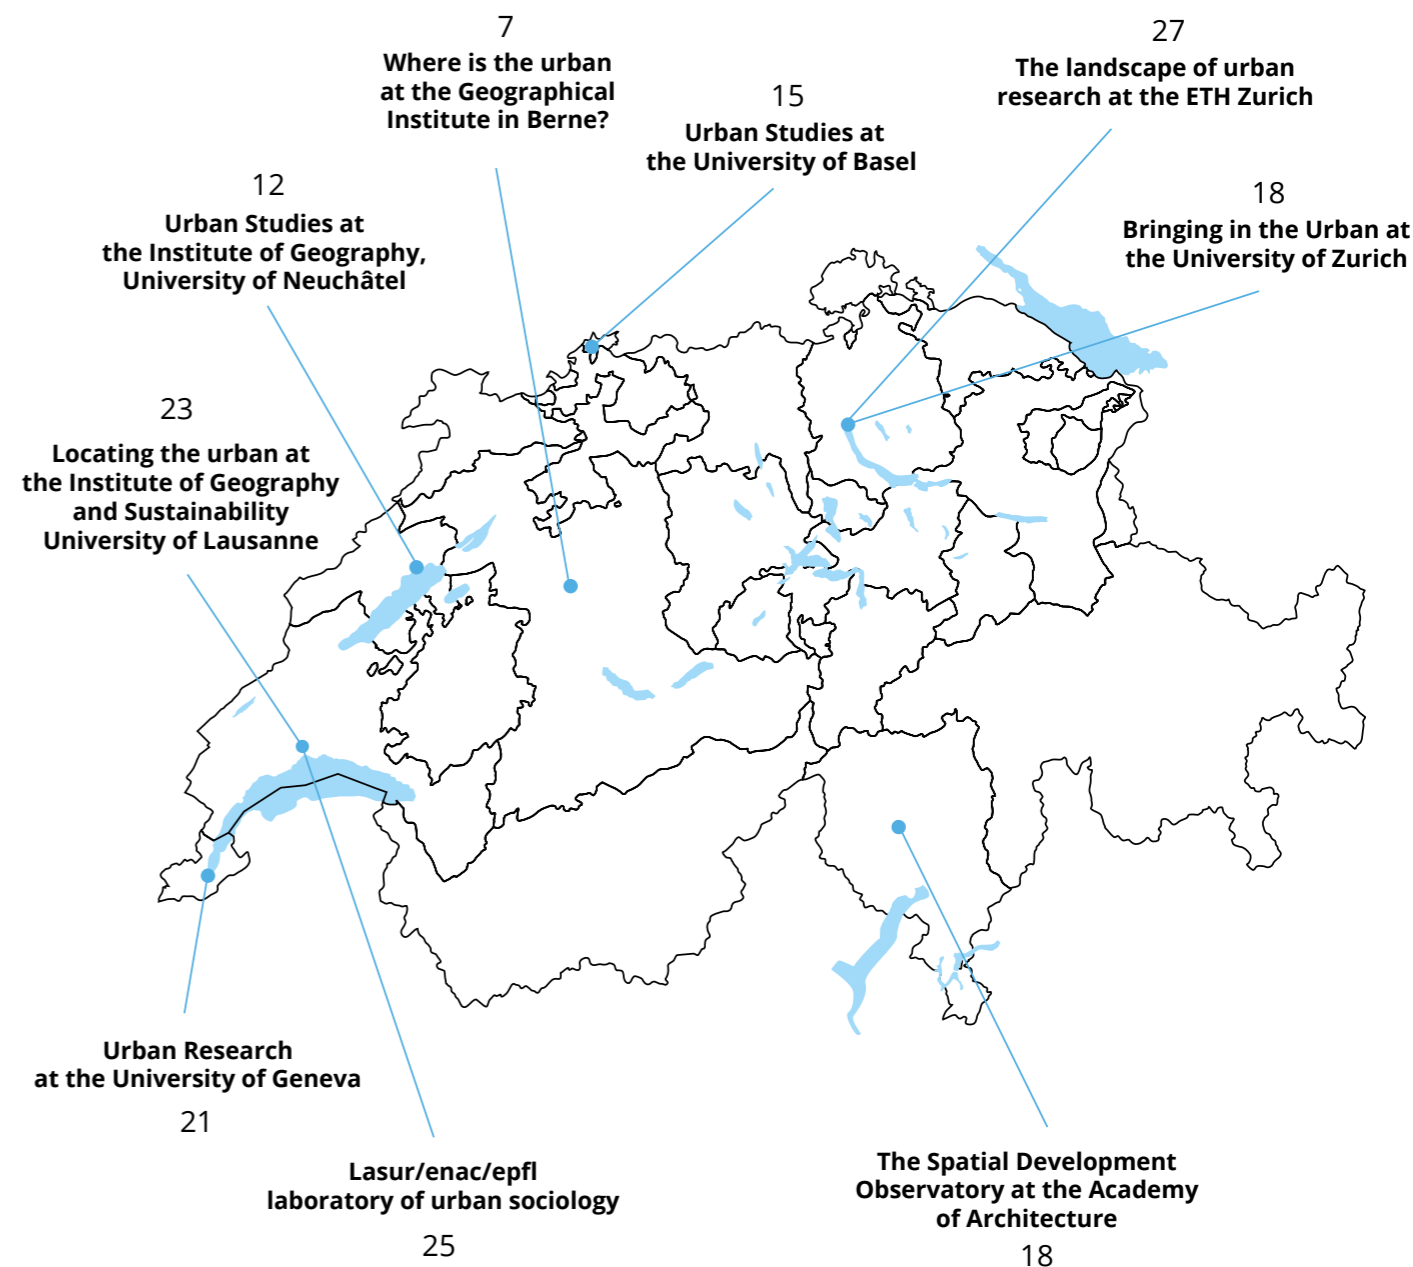 7
Where is the urban
at the Geographical
Institute in Berne?
27
The landscape of urban
research at the ETH Zurich
15
Urban Studies at
the University of Basel
12
Urban Studies at
the Institute of Geography,
University of Neuchâtel
18
Bringing in the Urban at
the University of Zurich
23
Locating the urban at
the Institute of Geography
and Sustainability
University of Lausanne
Urban Research
at the University of Geneva
21
Lasur/enac/epfl
laboratory of urban sociology
25
The Spatial Development
Observatory at the Academy
of Architecture
18